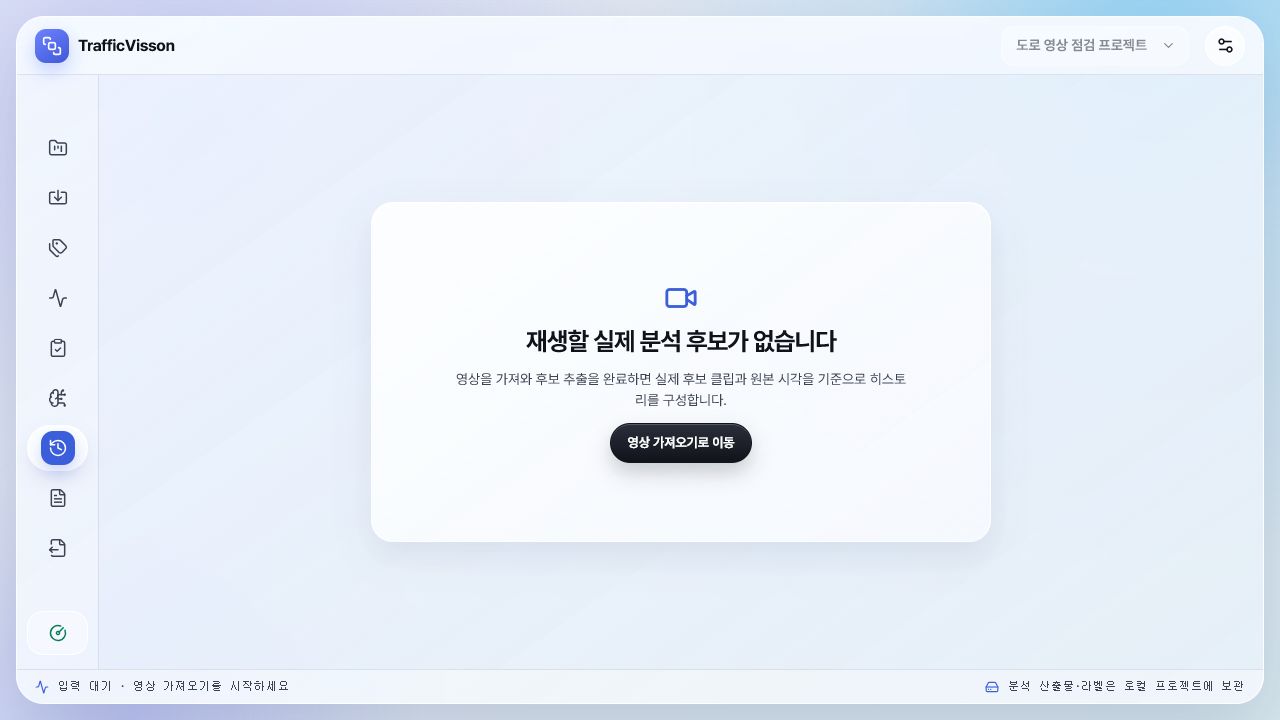 TrafficVisson
도로 영상 점검 프로젝트
재생할 실제 분석 후보가 없습니다
영상을 가져와 후보 추출을 완료하면 실제 후보 클립과 원본 시각을 기준으로 히스토
리를 구성합니다.
영상 가져오기로 이동
입력 대기 · 영상 가져오기를 시작하세요
분석 산출물·라벨은 로컬 프로젝트에 보관